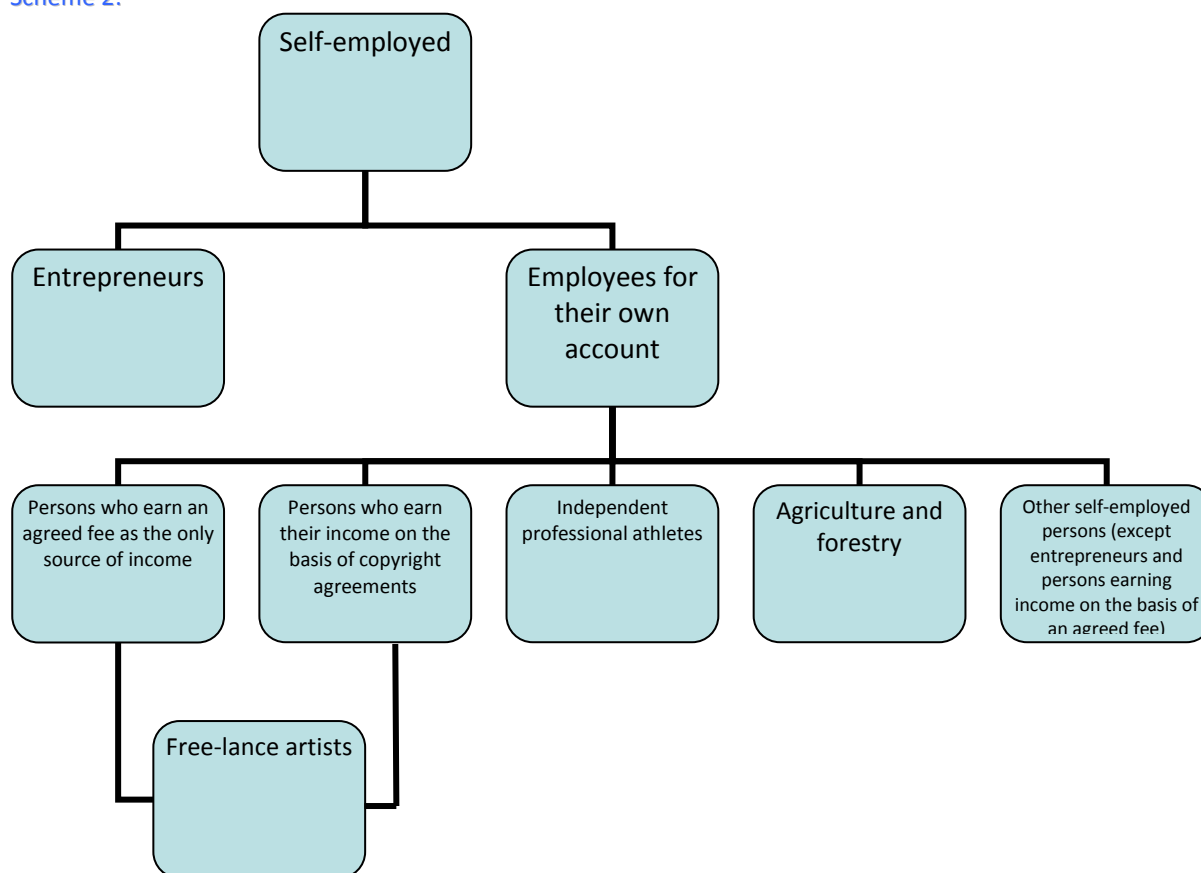 Scheme 2:
Self-employed
Entrepreneurs
Employees for
their own
account
Persons who earn an
agreed fee as the only
source of income
Persons who earn
their income on the
basis of copyright
agreements
Independent
professional athletes
Agriculture and
forestry
Other self-employed
persons (except
entrepreneurs and
persons earning
income on the basis of
an agreed fee)
Free-lance artists